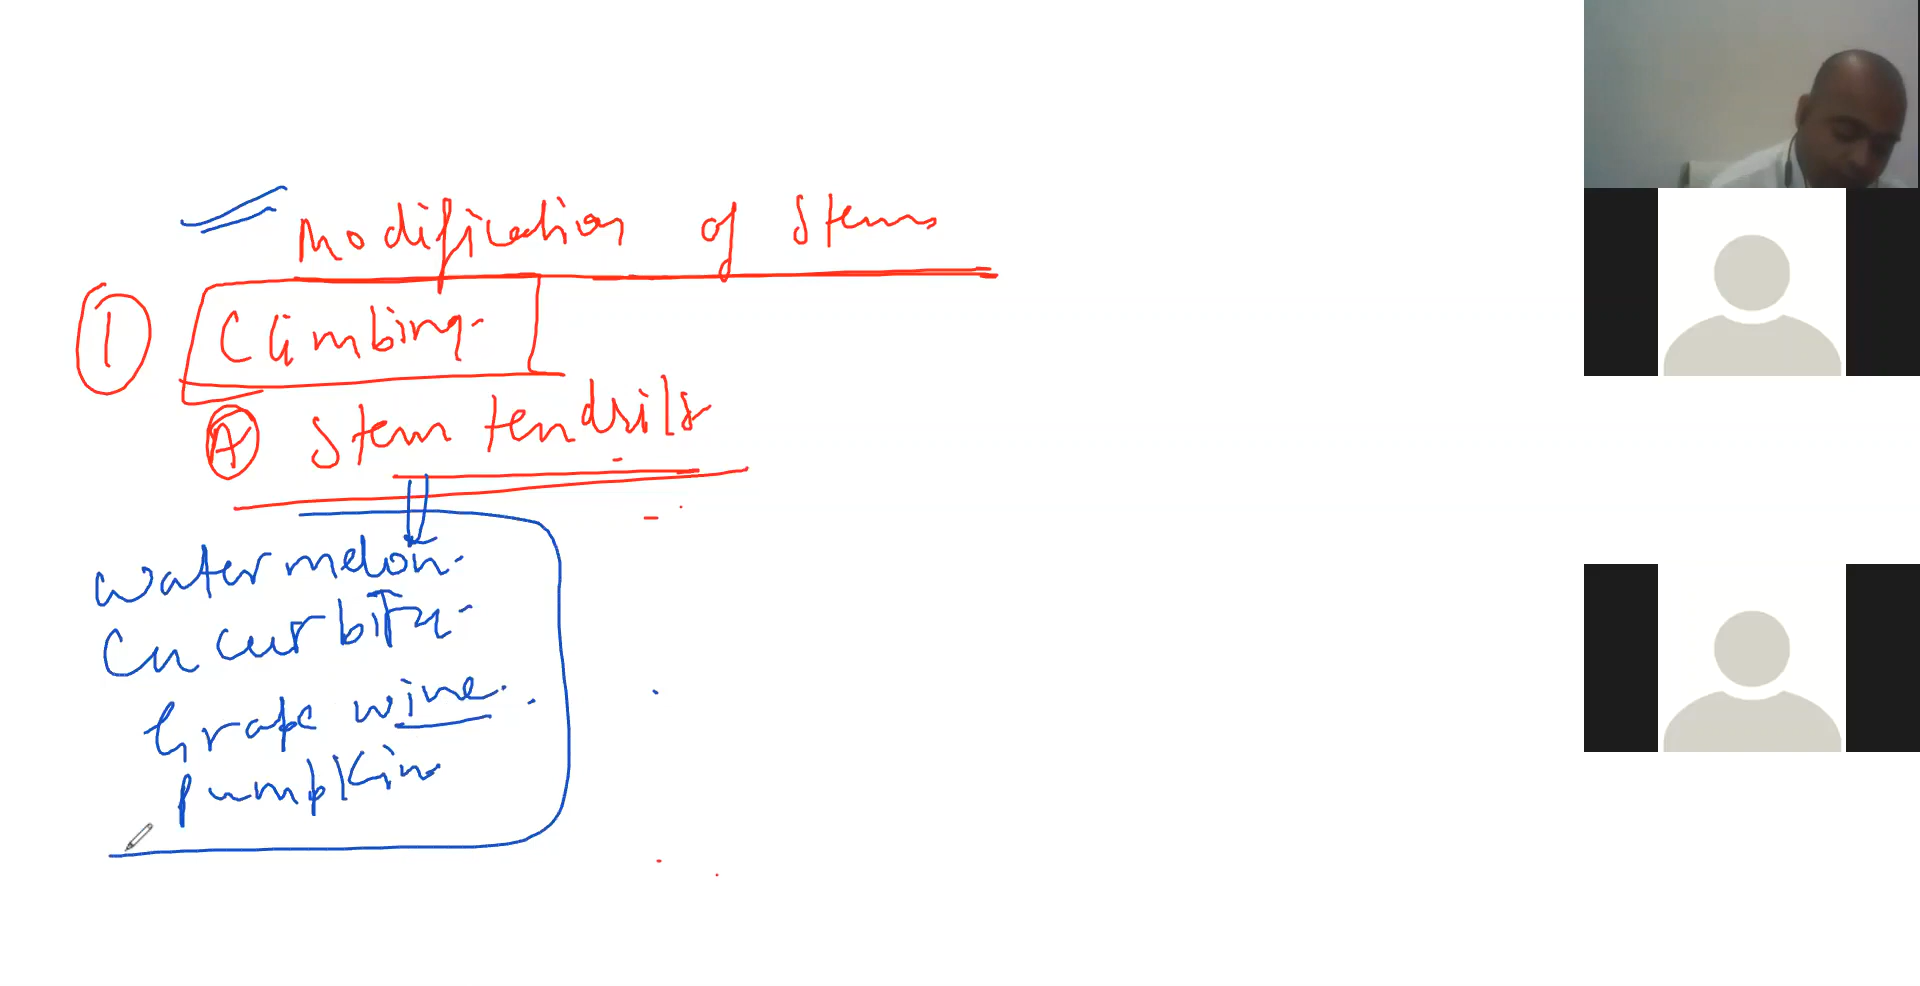 Modification of Stems
1 Climbing
A Stem tendrils
watermelon
Cucurbita
Grape wine
Pumpkin